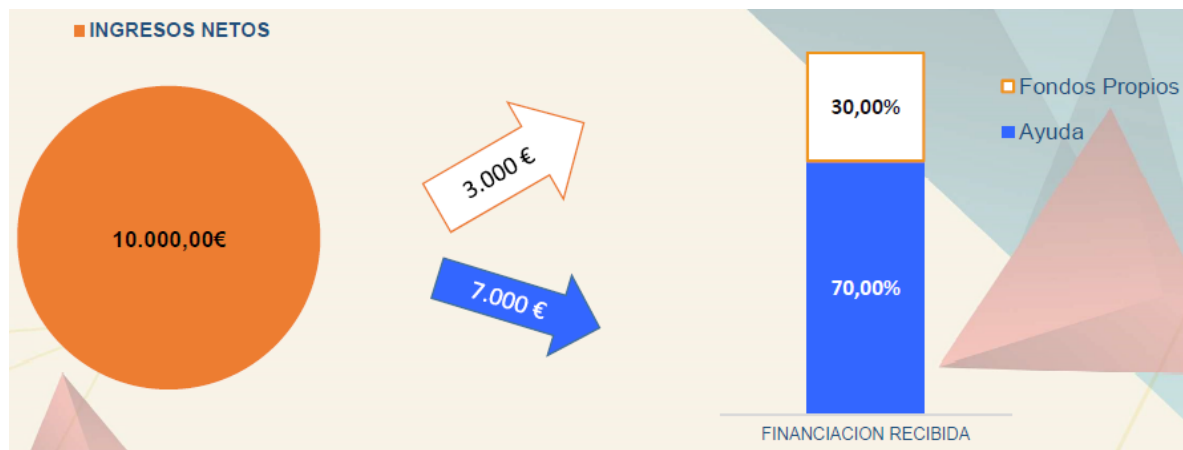 INGRESOS NETOS
10.000,00€
3.000 €
7.000 €
30,00%
70,00%
Fondos Propios
Ayuda
FINANCIACION RECIBIDA